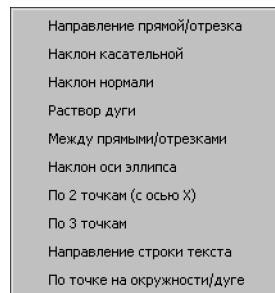 Направление прямой/отрезка
Наклон касательной
Наклон нормали
Раствор дуги
Между прямыми/отрезками
Наклон оси эллипса
По 2 точкам (с осью X)
По 3 точкам
Направление строки текста
По точке на окружности/дуге